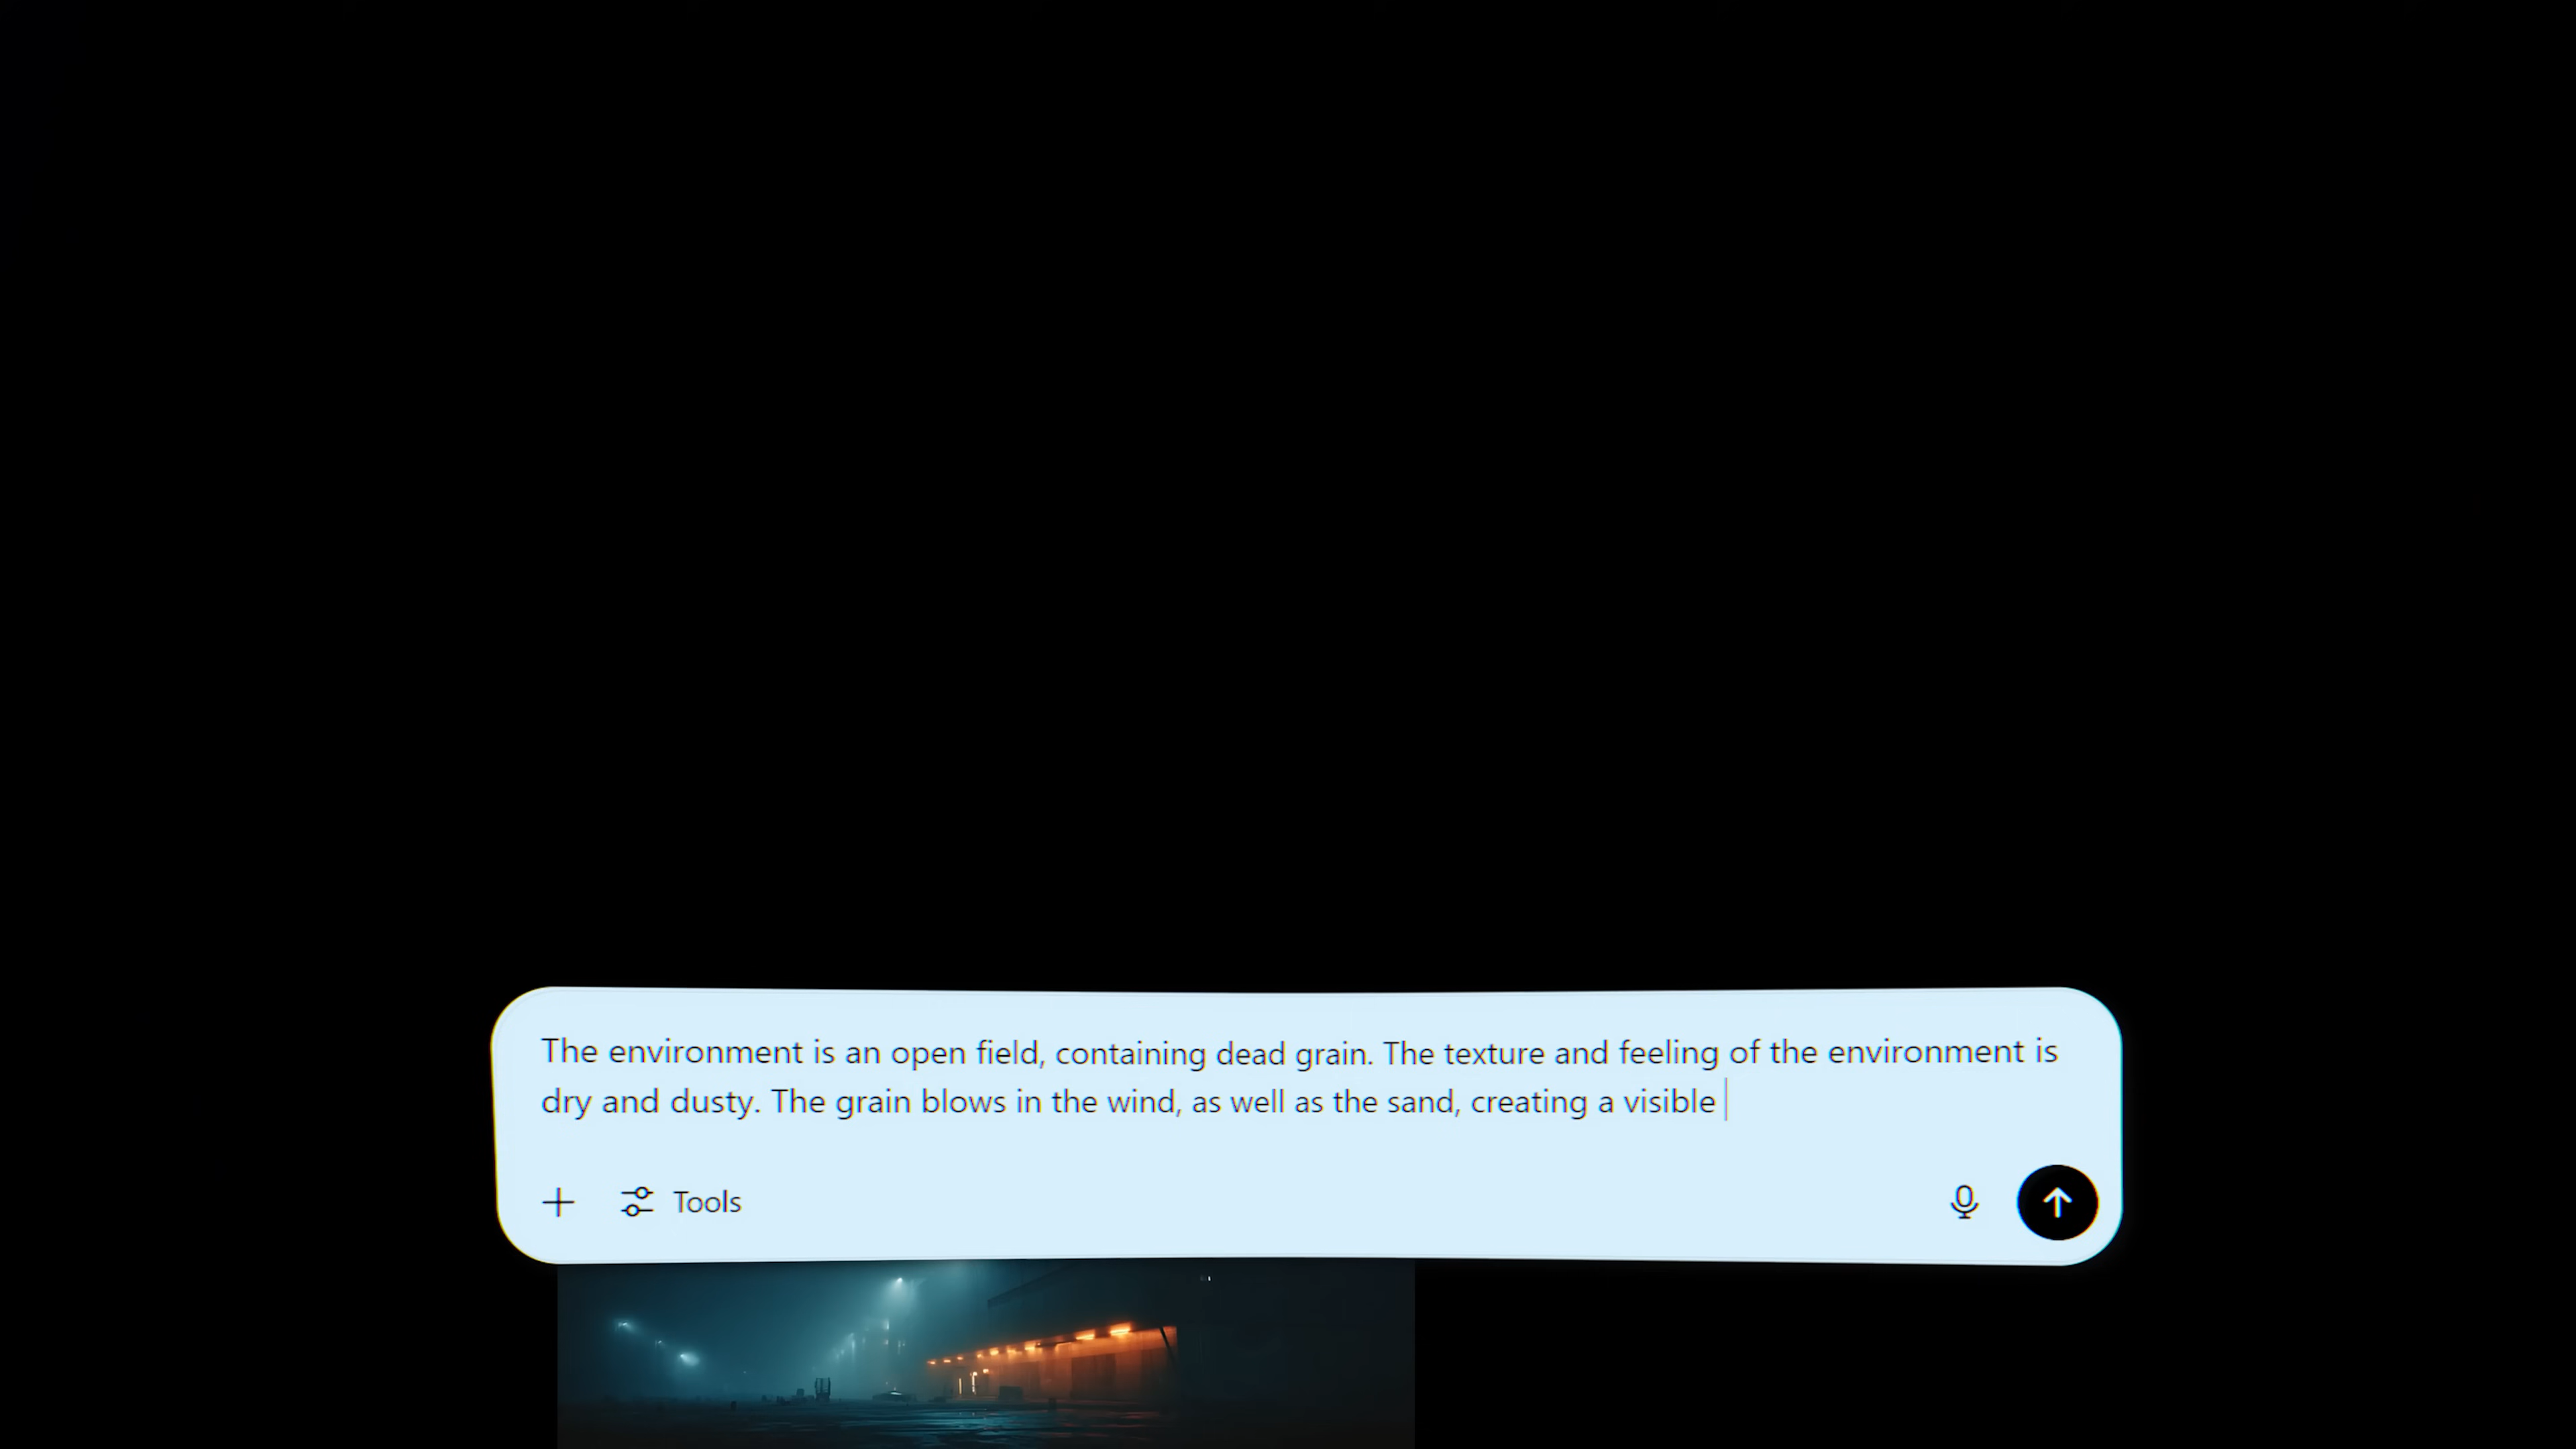 The environment is an open field, containing dead grain. The texture and feeling of the environment is
dry and dusty. The grain blows in the wind, as well as the sand, creating a visible
Tools